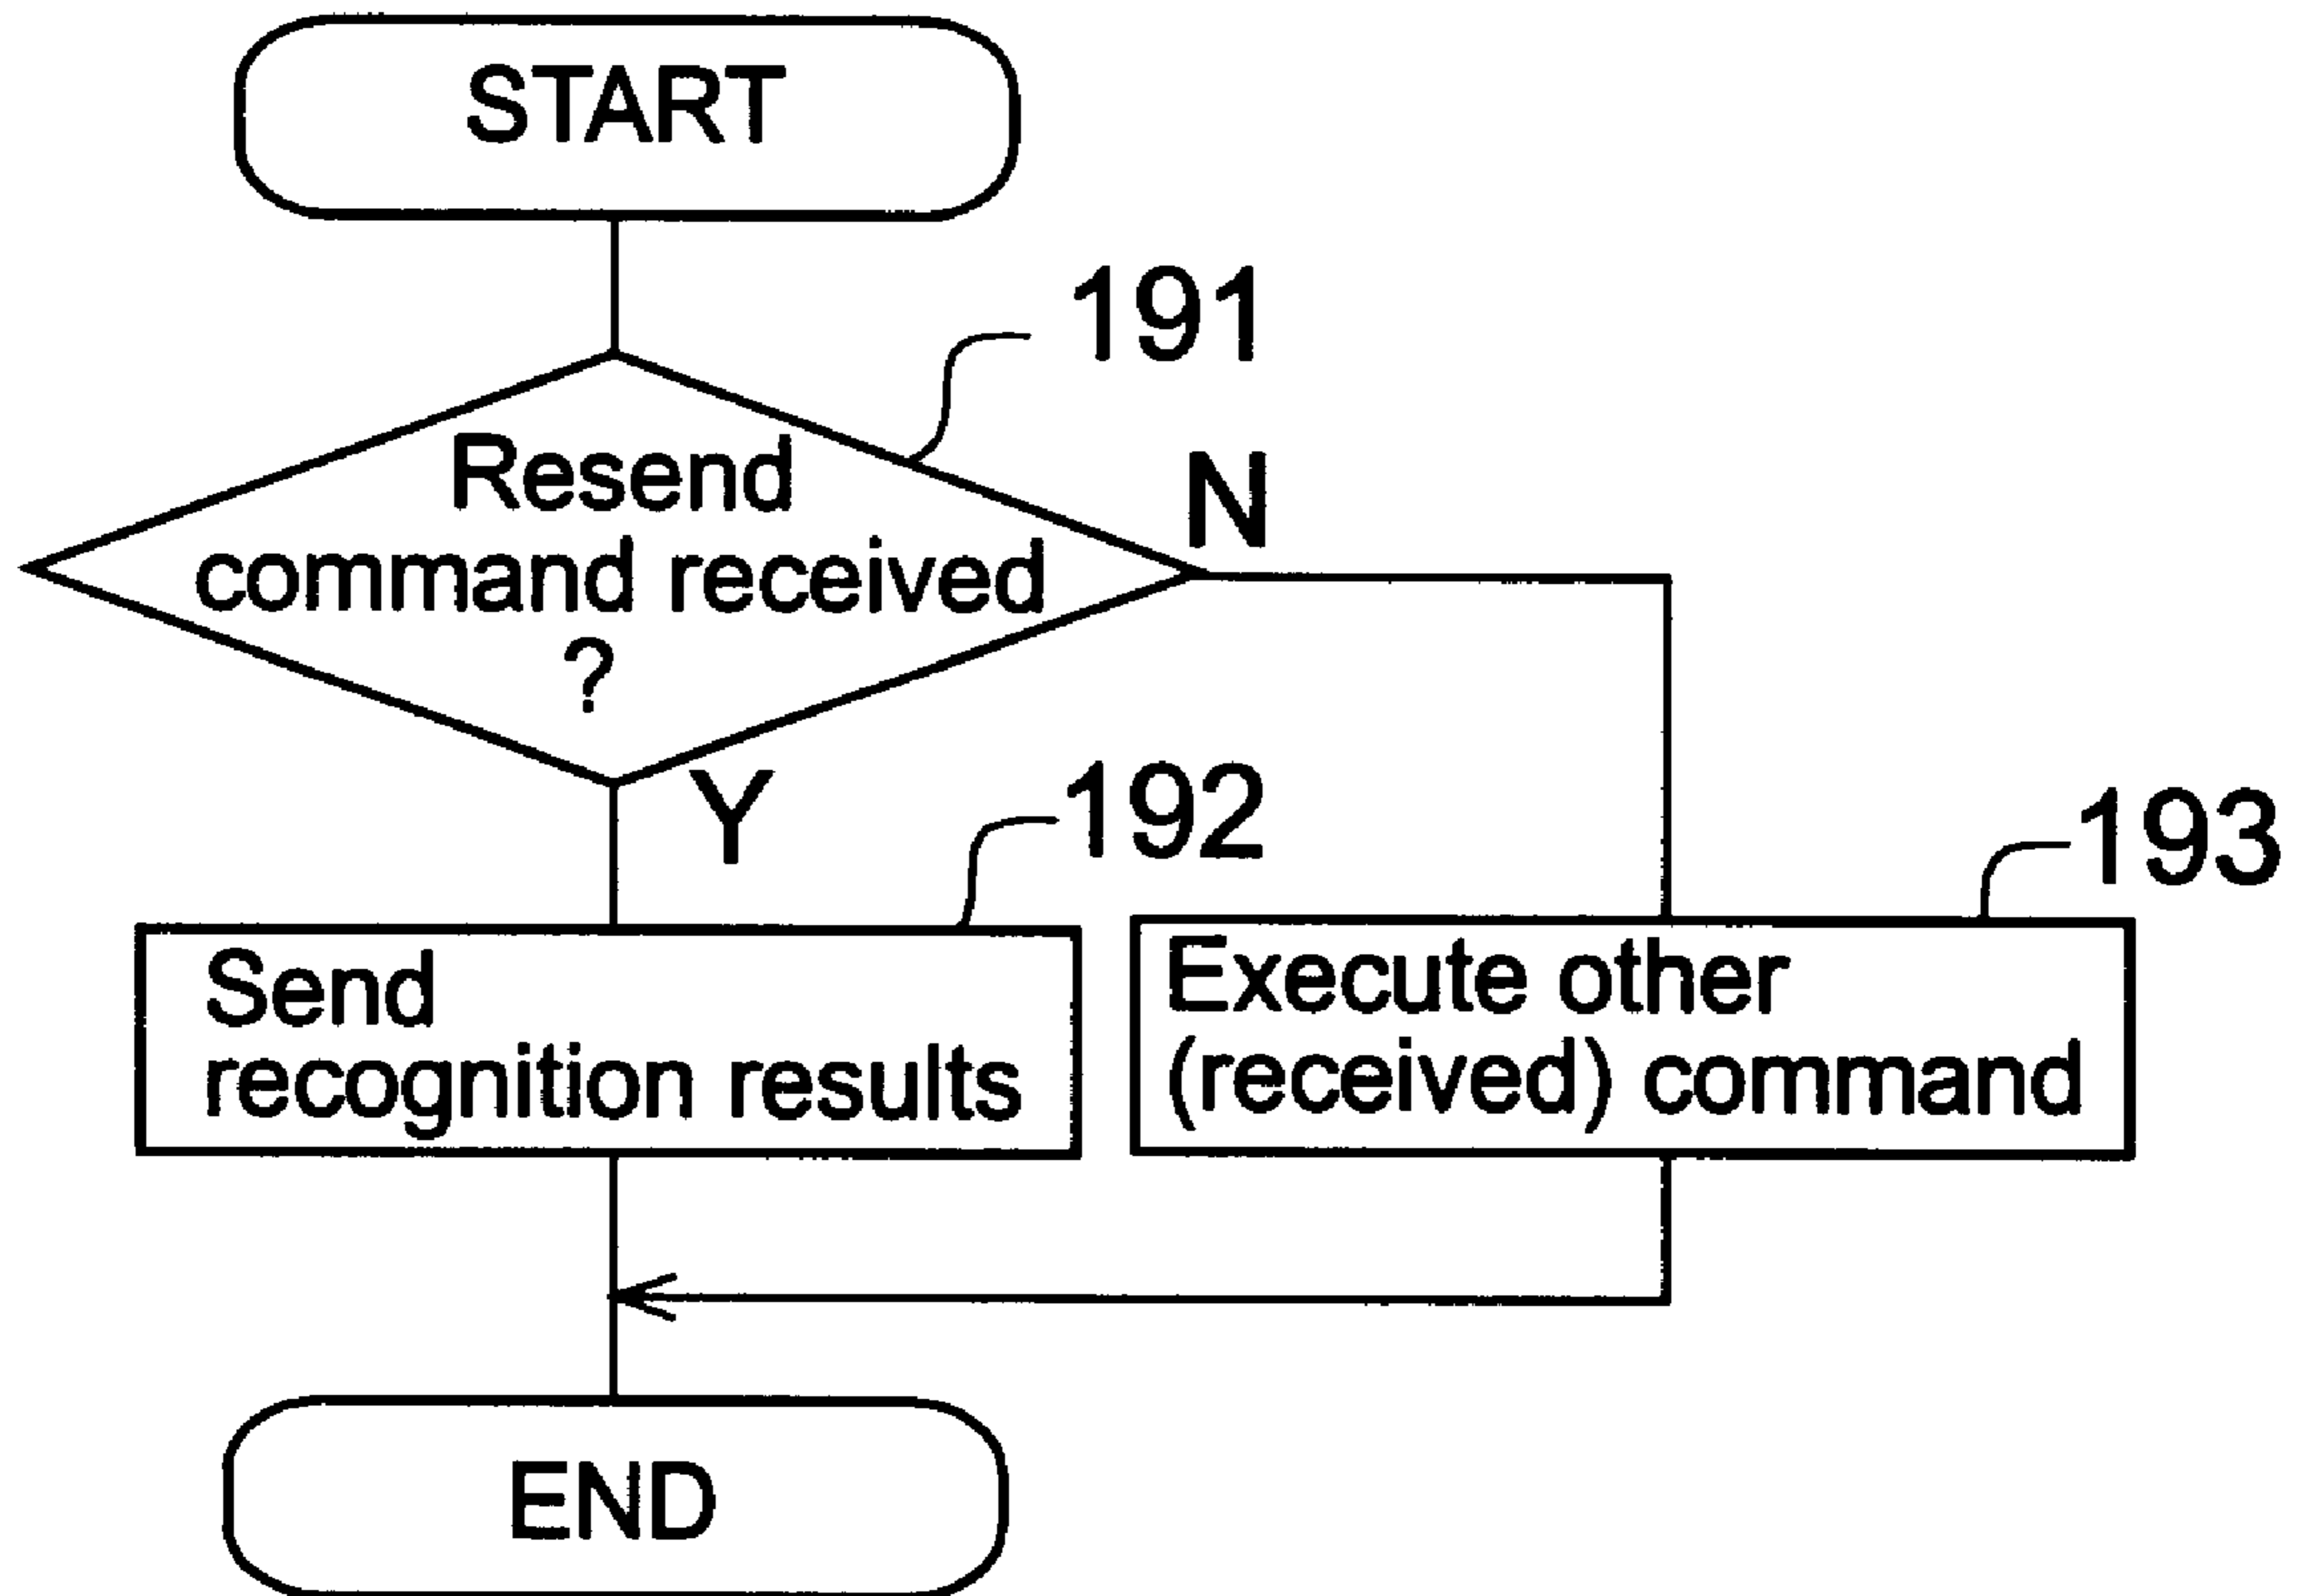 START
191
Resend
command received
?
N
Y
192
193
Send
recognition results
Execute other
(received) command
END